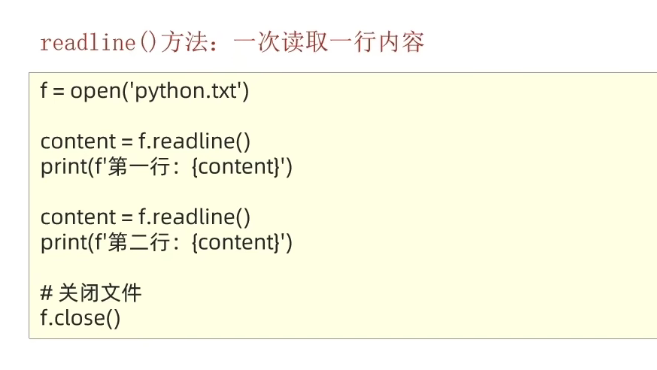 readline()方法：一次读取一行内容
f = open('python.txt')
content = f.readline()
print(f'第一行：{content}')
content = f.readline()
print(f'第二行：{content}')
# 关闭文件
f.close()